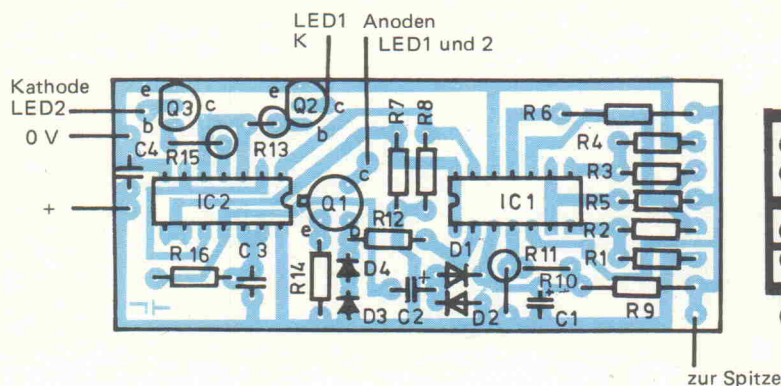 LED1 Anoden
K LED1 und 2
Kathode
LED2
0 V
+
e
Q3
c
b
e
Q2
c
b
R7
R8
R6
R4
R3
R5
R2
R1
R15
R13
C4
IC2
c
Q1
e
b
R12
IC1
R16
C3
R14
D4
D3
+
C2
D1
D2
R11
R10
C1
R9
zur Spitze